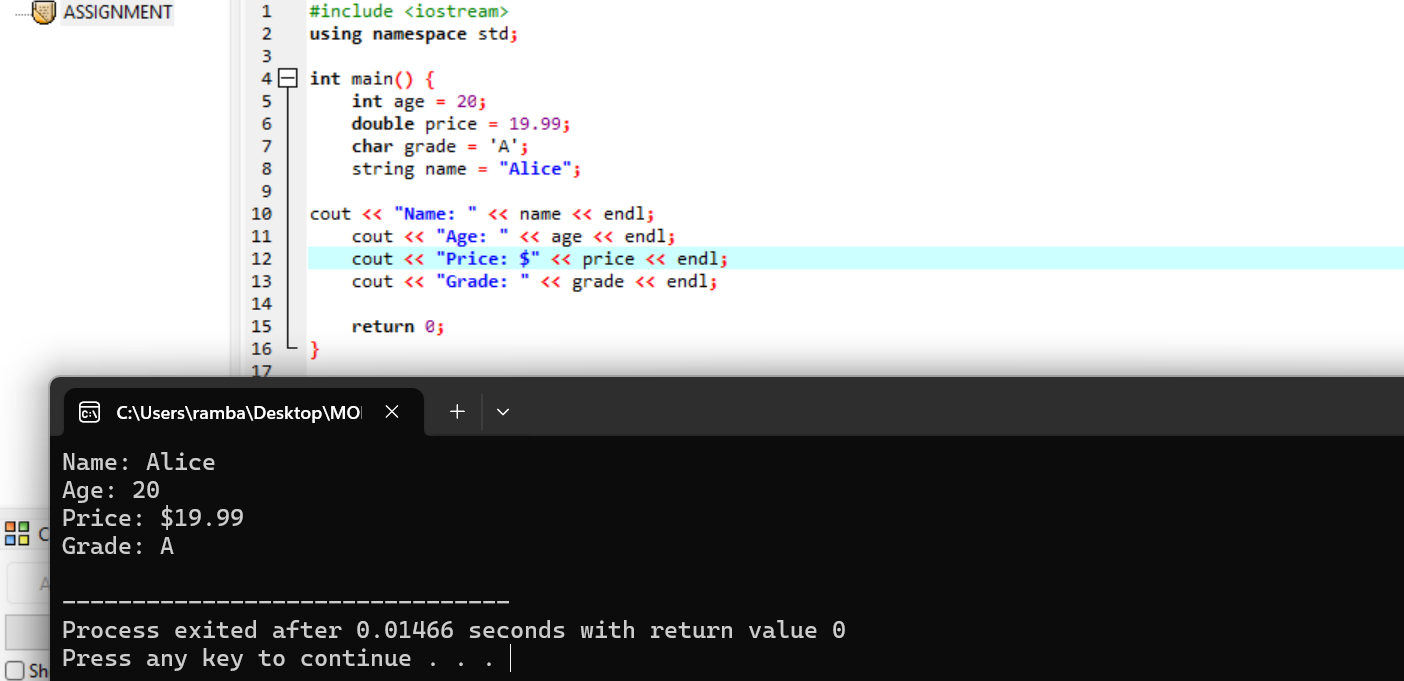 ASSIGNMENT
1 #include <iostream>
2 using namespace std;
3
4 int main() {
5 int age = 20;
6 double price = 19.99;
7 char grade = 'A';
8 string name = "Alice";
9
10 cout << "Name: " << name << endl;
11 cout << "Age: " << age << endl;
12 cout << "Price: $" << price << endl;
13 cout << "Grade: " << grade << endl;
14
15 return 0;
16 }
17
C:\Users\ramba\Desktop\MO
Name: Alice
Age: 20
Price: $19.99
Grade: A
--------------------------------
Process exited after 0.01466 seconds with return value 0
Press any key to continue . . .